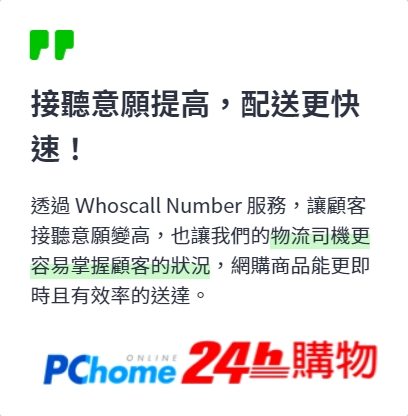 接聽意願提高，配送更快
速！
透過 Whoscall Number 服務，讓顧客
接聽意願變高，也讓我們的物流司機更
容易掌握顧客的狀況，網購商品能更即
時且有效率的送達。
ONLINE
PChome 24h 購物